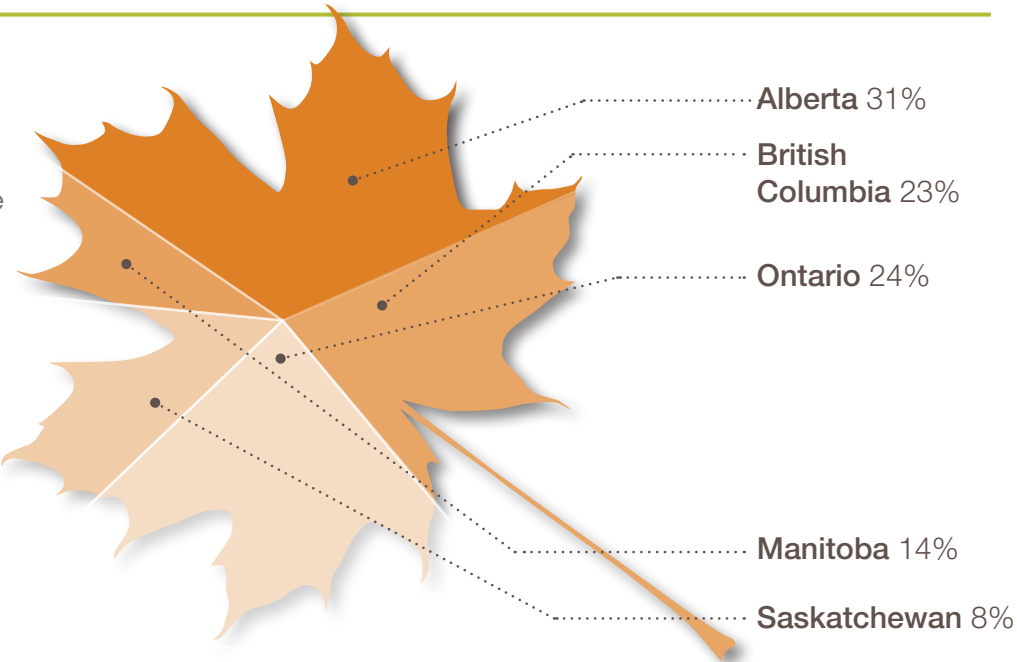 Alberta 31%
British
Columbia 23%
e
Ontario 24%
Manitoba 14%
Saskatchewan 8%